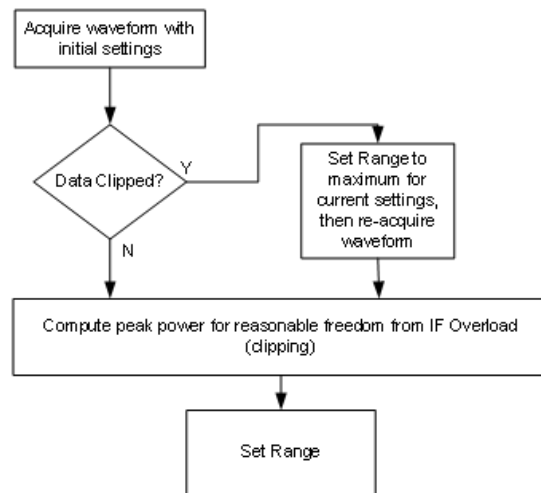 Acquire waveform with
initial settings
Data Clipped?
Y
Set Range to
maximum for
current settings,
then re-acquire
waveform
N
Compute peak power for reasonable freedom from IF Overload
(clipping)
Set Range